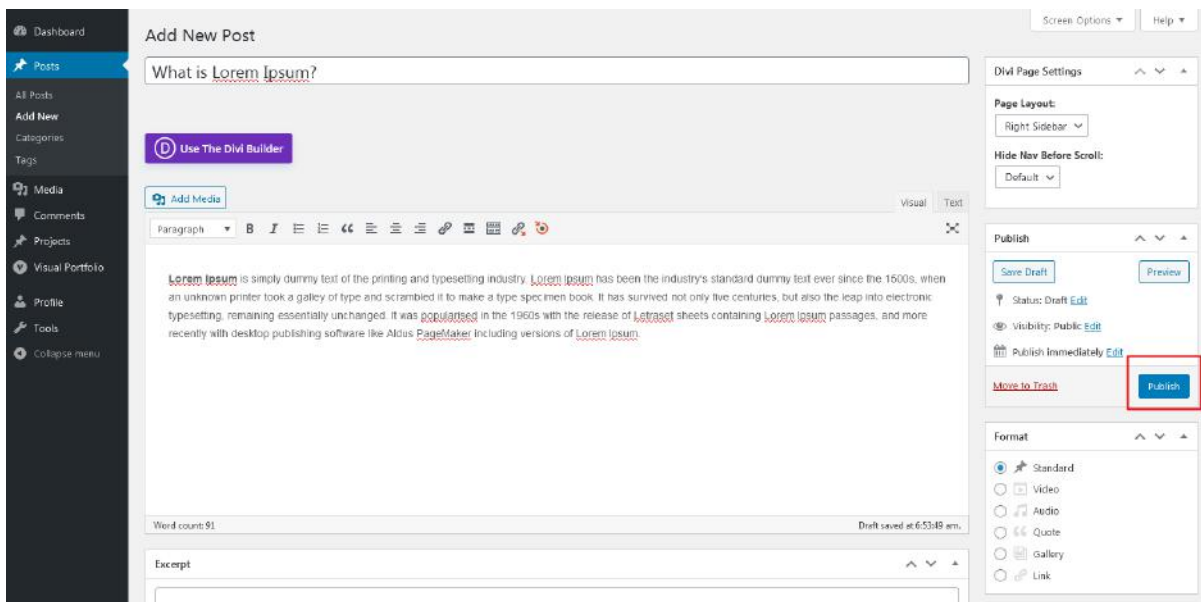 Screen Options
Help
Dashboard
Add New Post
Posts
What is Lorem Ipsum?
All Posts
Add New
Categories
Tags
Media
Comments
Projects
Visual Portfolio
Profile
Tools
Collapse menu
Use The Divi Builder
Add Media
Visual Text
Paragraph B I
Lorem Ipsum is simply dummy text of the printing and typesetting industry. Lorem Ipsum has been the industry's standard dummy text ever since the 1500s, when
an unknown printer took a galley of type and scrambled it to make a type specimen book. It has survived not only five centuries, but also the leap into electronic
typesetting, remaining essentially unchanged. It was popularised in the 1960s with the release of Letraset sheets containing Lorem Ipsum passages, and more
recently with desktop publishing software like Aldus PageMaker including versions of Lorem Ipsum.
Word count: 91
Draft saved at 6:53:49 am.
Excerpt
Divi Page Settings
Page Layout:
Right Sidebar
Hide Nav Before Scroll:
Default
Publish
Save Draft Preview
Status: Draft Edit
Visibility: Public Edit
Publish immediately Edit
Move to Trash Publish
Format
Standard
Video
Audio
Quote
Gallery
Link